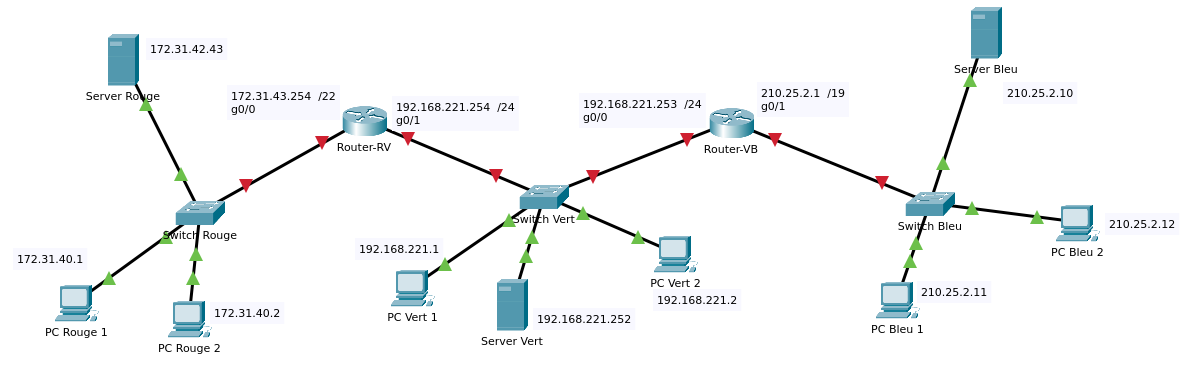 172.31.42.43
Server Rouge
172.31.43.254 /22
g0/0
192.168.221.254 /24
g0/1
Router-RV
192.168.221.253 /24
g0/0
210.25.2.1 /19
g0/1
Router-VB
Server Bleu
210.25.2.10
Switch Rouge
Switch Vert
Switch Bleu
172.31.40.1
PC Rouge 1
172.31.40.2
PC Rouge 2
192.168.221.1
PC Vert 1
192.168.221.252
Server Vert
PC Vert 2
192.168.221.2
210.25.2.11
PC Bleu 1
210.25.2.12
PC Bleu 2